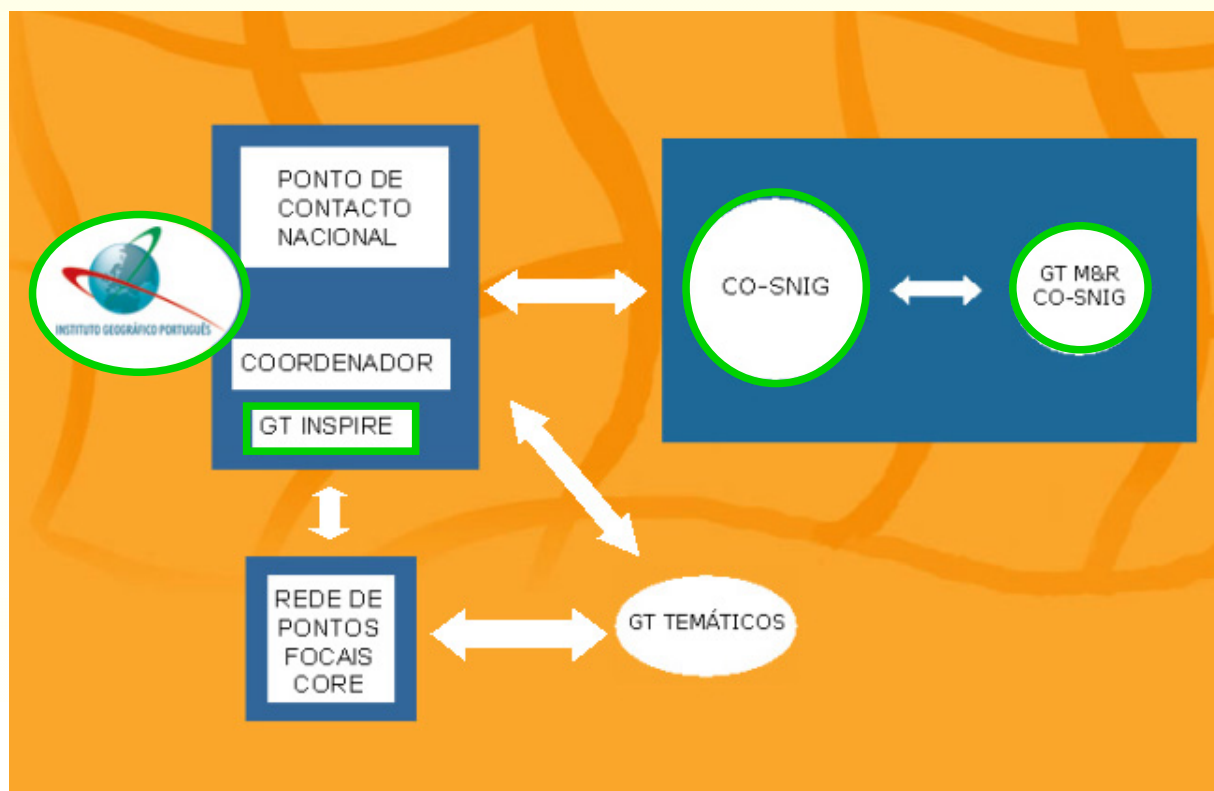 PONTO DE
CONTACTO
NACIONAL
INSTITUTO GEOGRÁFICO PORTUGUÊS
COORDENADOR
GT INSPIRE
CO-SNIG
GT M&R
CO-SNIG
REDE DE
PONTOS
FOCAIS
CORE
GT TEMÁTICOS